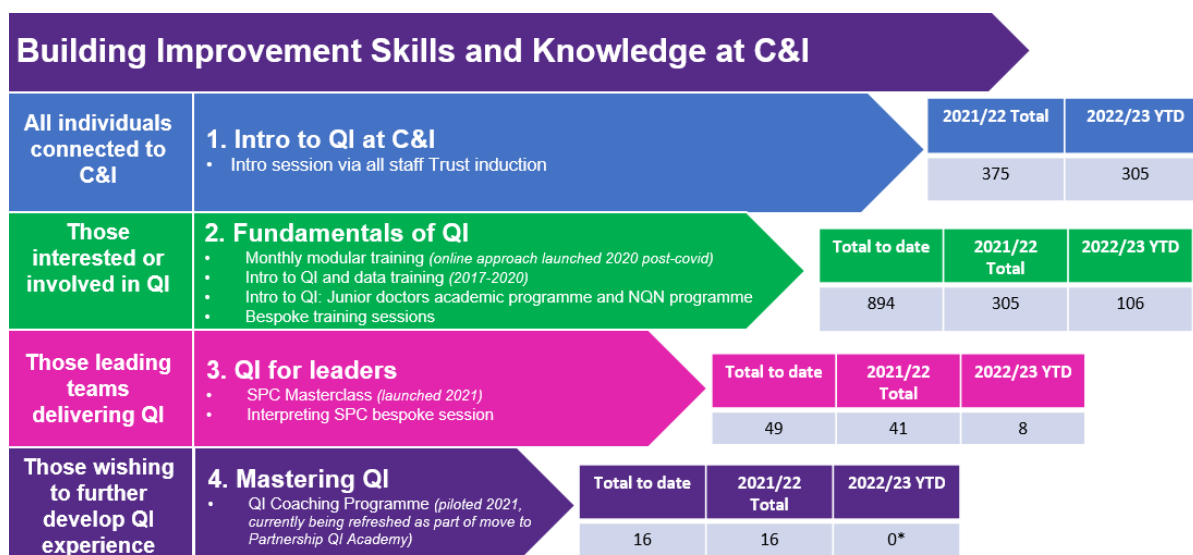 Building Improvement Skills and Knowledge at C&I
All individuals
connected to
C&I
1. Intro to QI at C&I
• Intro session via all staff Trust induction
2021/22 Total 2022/23 YTD
375 305
Those
interested or
involved in QI
2. Fundamentals of QI
• Monthly modular training (online approach launched 2020 post-covid)
• Intro to QI and data training (2017-2020)
• Intro to QI: Junior doctors academic programme and NQN programme
• Bespoke training sessions
Total to date 2021/22 2022/23 YTD
Total
894 305 106
Those leading
teams
delivering QI
3. QI for leaders
• SPC Masterclass (launched 2021)
• Interpreting SPC bespoke session
Total to date 2021/22 2022/23 YTD
Total
49 41 8
Those wishing
to further
develop QI
experience
4. Mastering QI
• QI Coaching Programme (piloted 2021,
currently being refreshed as part of move to
Partnership QI Academy)
Total to date 2021/22 2022/23 YTD
Total
16 16 0*